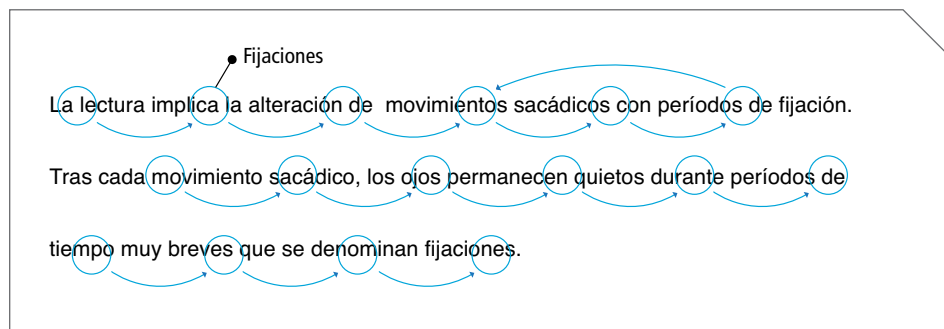 Fijaciones
La lectura implica la alteración de movimientos sacádicos con períodos de fijación.
Tras cada movimiento sacádico, los ojos permanecen quietos durante períodos de
tiempo muy breves que se denominan fijaciones.